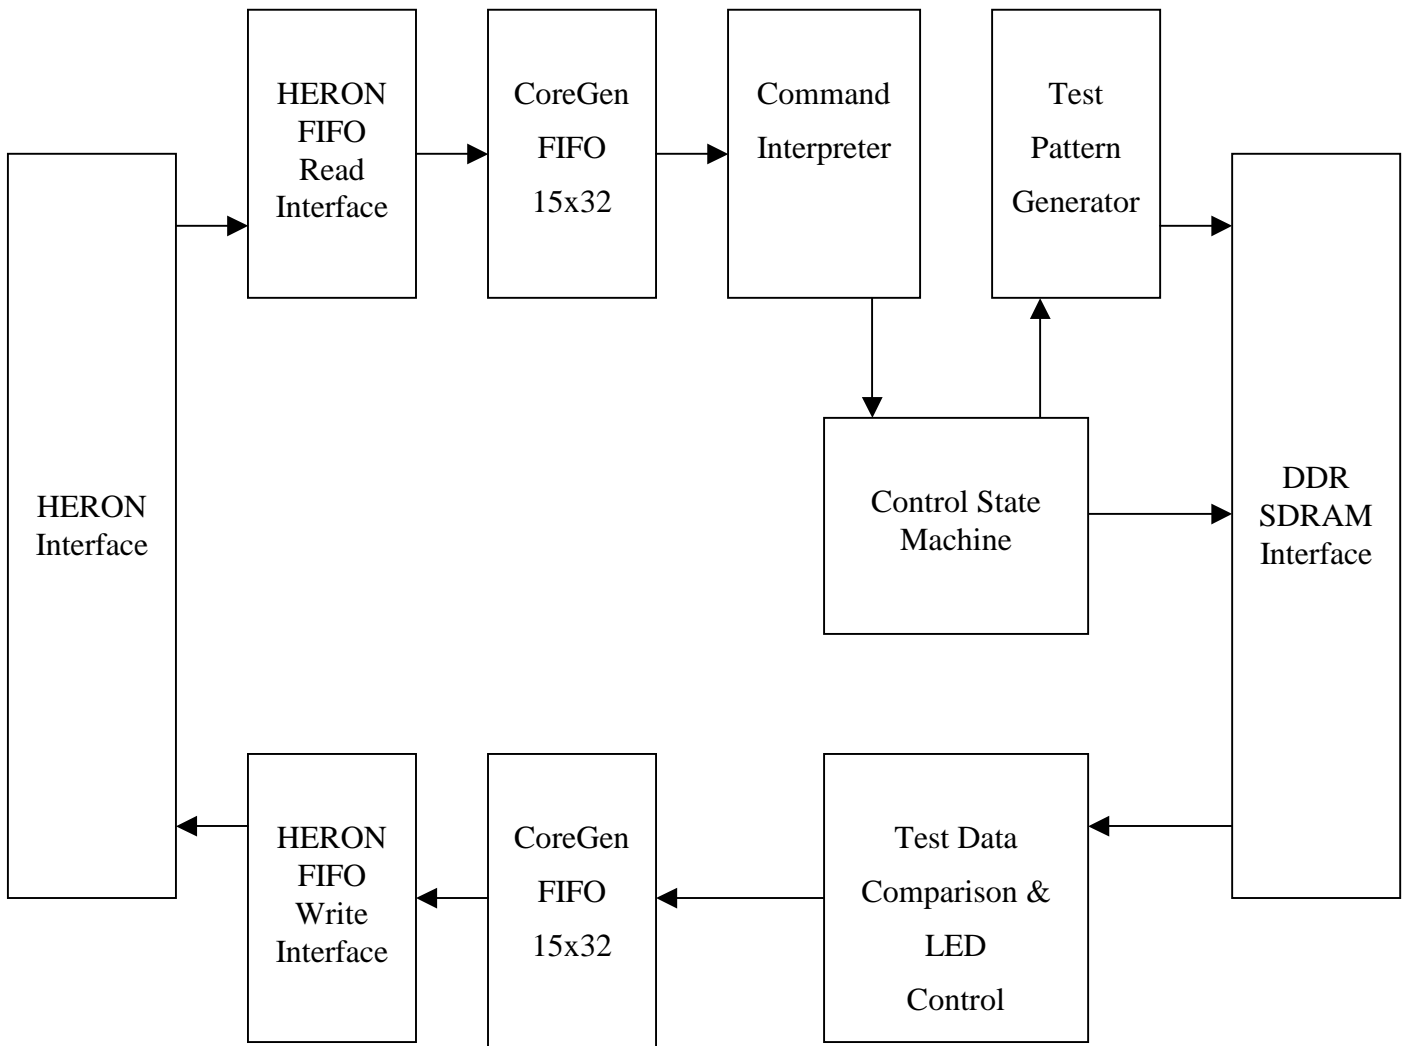 HERON
FIFO
Read
Interface
CoreGen
FIFO
15x32
Command
Interpreter
Test
Pattern
Generator
HERON
Interface
Control State
Machine
DDR
SDRAM
Interface
HERON
FIFO
Write
Interface
CoreGen
FIFO
15x32
Test Data
Comparison &
LED
Control